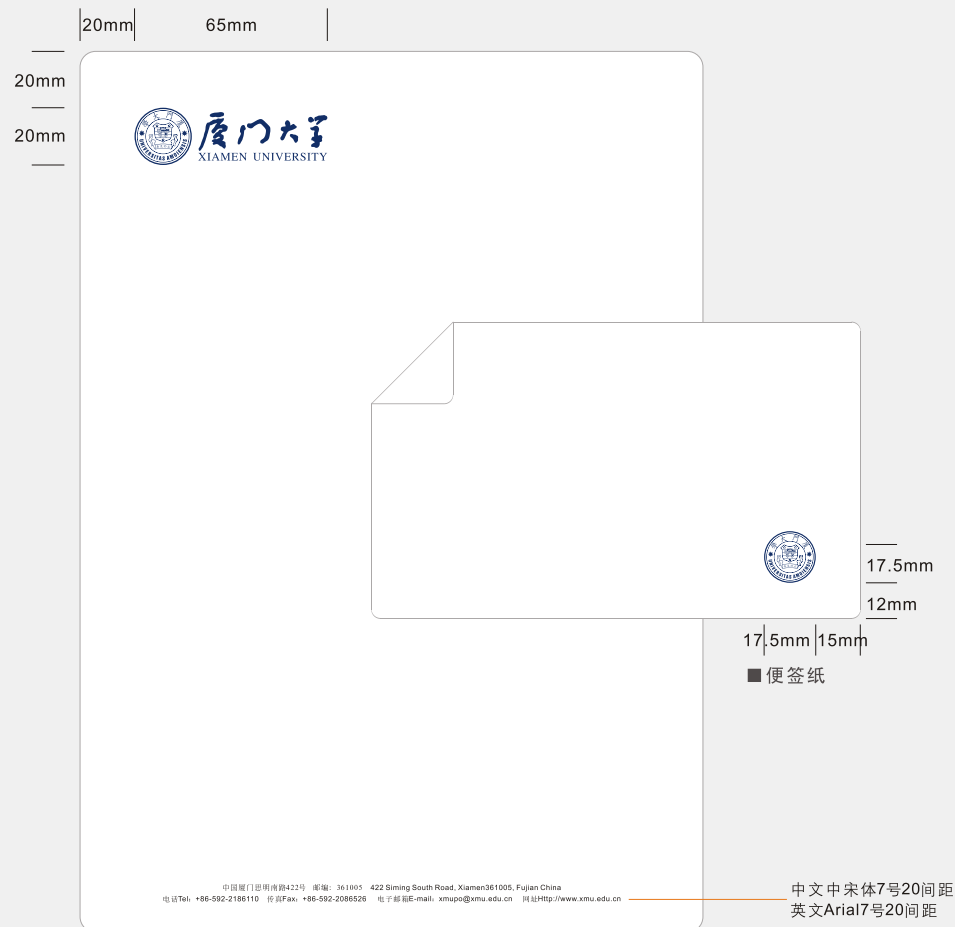 20mm 65mm
20mm
20mm
厦门大学
XIAMEN UNIVERSITY
UNIVERSITAS AMOIENSIS
UNIVERSITAS AMOIENSIS
17.5mm
12mm
17.5mm 15mm
■便签纸
中国厦门思明南路422号 邮编：361005 422 Siming South Road, Xiamen361005, Fujian China
电话Tel：+86-592-2186110 传真Fax：+86-592-2086526 电子邮箱E-mail：xmupo@xmu.edu.cn 网址Http://www.xmu.edu.cn
中文中宋体7号20间距
英文Arial7号20间距